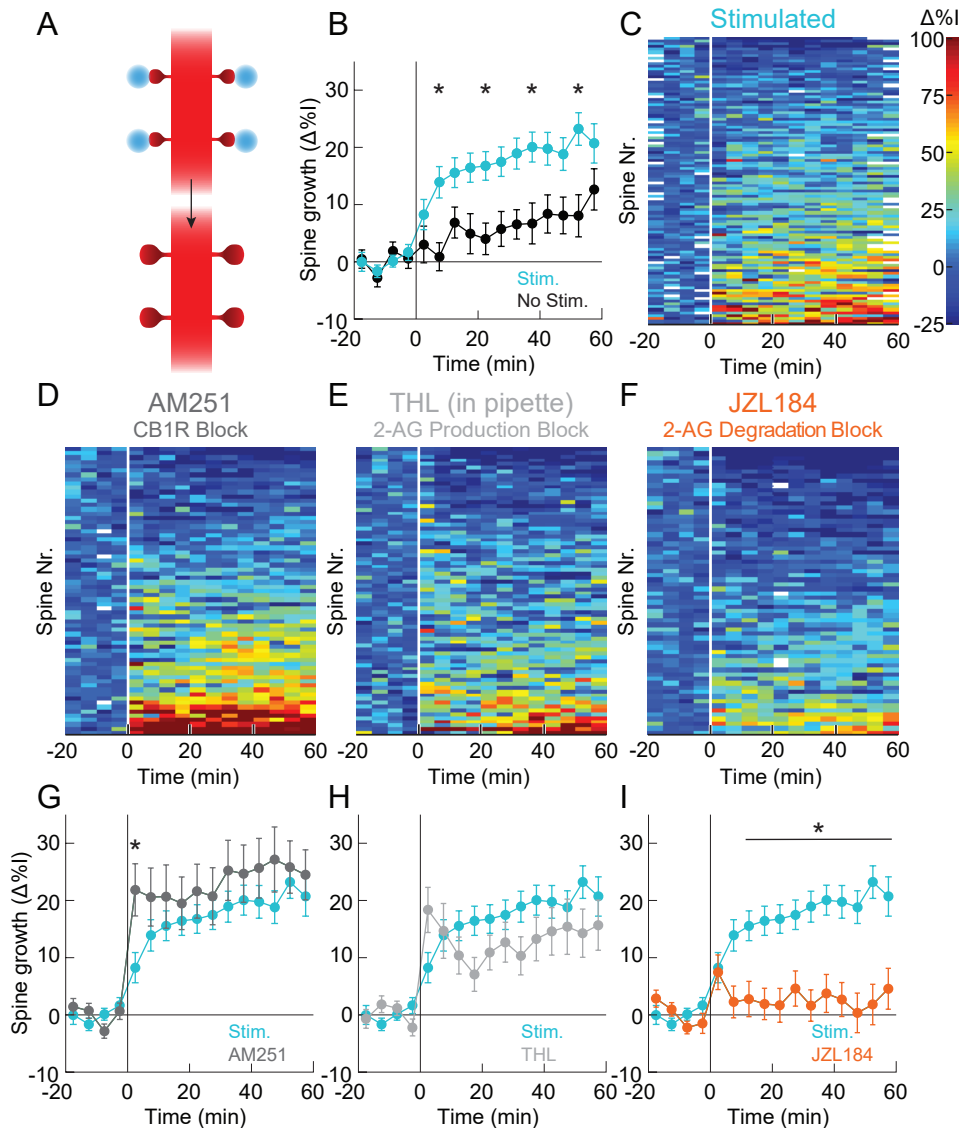 A
B
Spine growth (Δ%I)
30
20
10
0
-10
* * * *
Stim.
No Stim.
-20 0 20 40 60
Time (min)
C
Stimulated
Spine Nr.
-20 0 20 40 60
Time (min)
Δ%I
100
75
50
25
0
-25
D
AM251
CB1R Block
Spine Nr.
-20 0 20 40 60
Time (min)
E
THL (in pipette)
2-AG Production Block
Spine Nr.
-20 0 20 40 60
Time (min)
F
JZL184
2-AG Degradation Block
Spine Nr.
-20 0 20 40 60
Time (min)
G
Spine growth (Δ%I)
30
20
10
0
-10
*
Stim.
AM251
-20 0 20 40 60
Time (min)
H
30
20
10
0
-10
Stim.
THL
-20 0 20 40 60
Time (min)
I
30
20
10
0
-10
*
Stim.
JZL184
-20 0 20 40 60
Time (min)